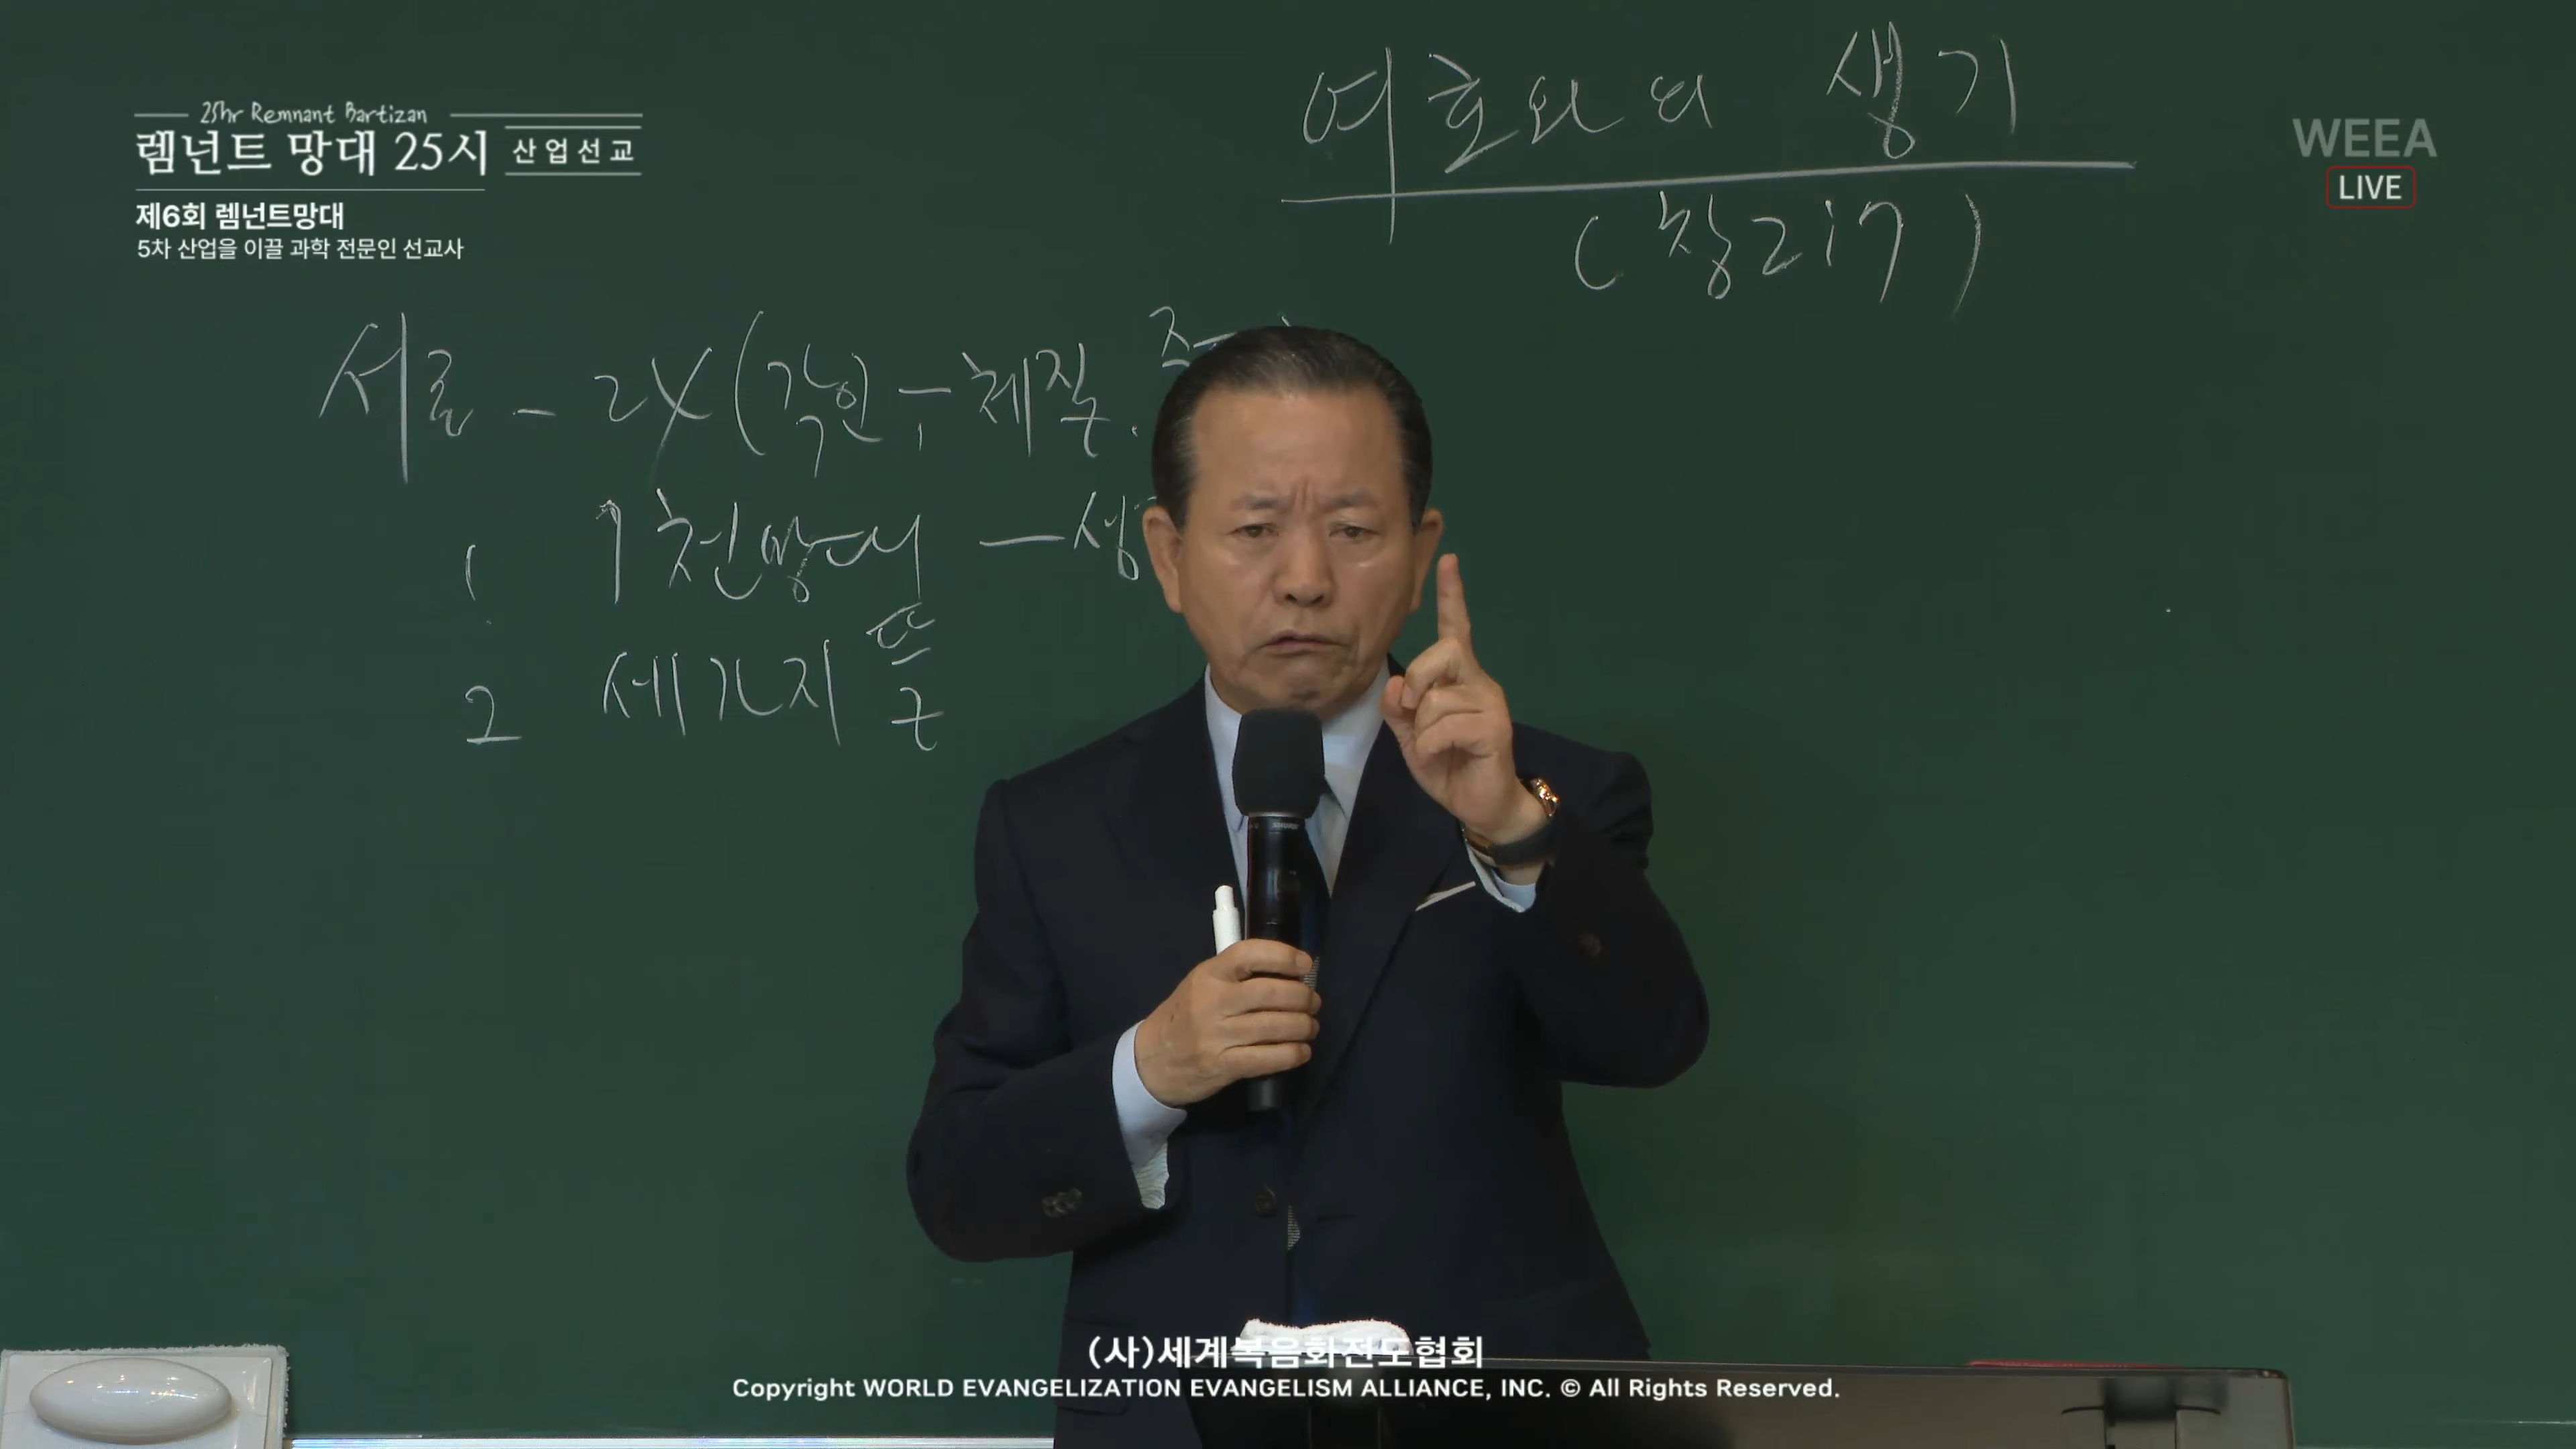 25hr Remnant Partizan
렘넌트 망대 25시 산업선교
제6회 렘넌트망대
5차 산업을 이끌 과학 전문인 선교사
WEEA
LIVE
여호와의 생기
(창2:7)
서론 - 24 (각인, - 체질.
1 7천망대 - 생
2 세가지 뜰
(사)세계복음화전도협회
Copyright WORLD EVANGELIZATION EVANGELISM ALLIANCE, INC. © All Rights Reserved.